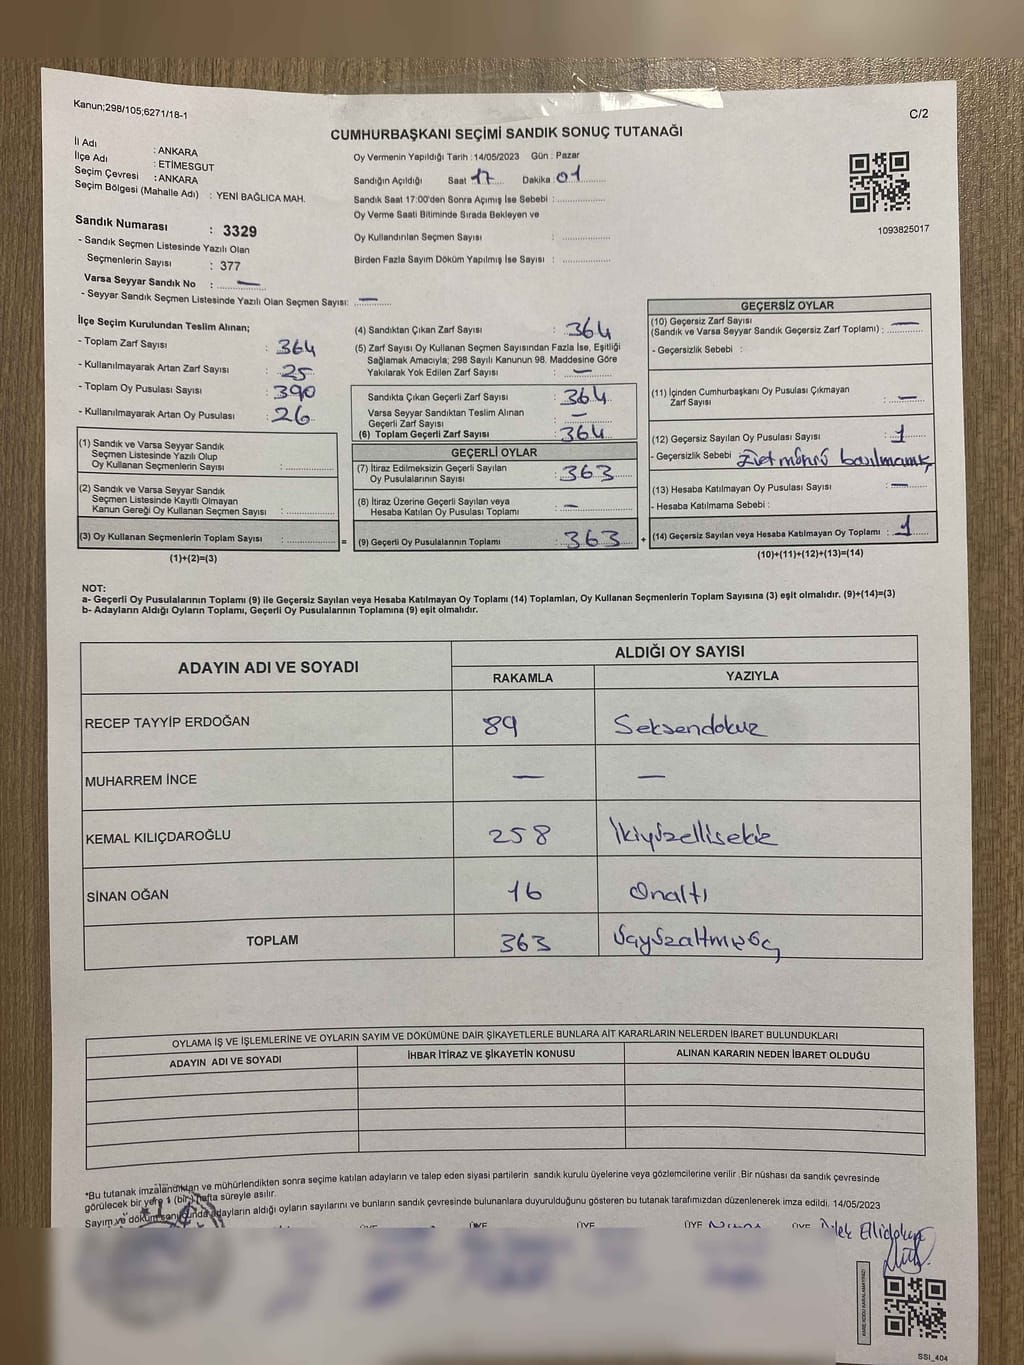 Kanun;298/105;6271/18-1
C/2
CUMHURBAŞKANI SEÇİMİ SANDIK SONUÇ TUTANAĞI
İl Adı : ANKARA
İlçe Adı : ETİMESGUT
Seçim Çevresi : ANKARA
Seçim Bölgesi (Mahalle Adı) : YENİ BAĞLICA MAH.
Sandık Numarası : 3329
- Sandık Seçmen Listesinde Yazılı Olan
Seçmenlerin Sayısı : 377
Varsa Seyyar Sandık No : —
- Seyyar Sandık Seçmen Listesinde Yazılı Olan Seçmen Sayısı: —
Oy Vermenin Yapıldığı Tarih :14/05/2023 Gün : Pazar
Sandığın Açıldığı Saat 17 Dakika 01
Sandık Saat 17:00'den Sonra Açımış İse Sebebi :
Oy Verme Saati Bitiminde Sırada Bekleyen ve
Oy Kullandırılan Seçmen Sayısı :
Birden Fazla Sayım Döküm Yapılmış İse Sayısı :
1093825017
İlçe Seçim Kurulundan Teslim Alınan;
- Toplam Zarf Sayısı : 364
- Kullanılmayarak Artan Zarf Sayısı : 25
- Toplam Oy Pusulası Sayısı : 390
- Kullanılmayarak Artan Oy Pusulası : 26
(1) Sandık ve Varsa Seyyar Sandık
Seçmen Listesinde Yazılı Olup
Oy Kullanan Seçmenlerin Sayısı :
(2) Sandık ve Varsa Seyyar Sandık
Seçmen Listesinde Kayıtlı Olmayan
Kanun Gereği Oy Kullanan Seçmen Sayısı :
(3) Oy Kullanan Seçmenlerin Toplam Sayısı : =
(1)+(2)=(3)
(4) Sandıktan Çıkan Zarf Sayısı : 364
(5) Zarf Sayısı Oy Kullanan Seçmen Sayısından Fazla İse, Eşitliği
Sağlamak Amacıyla; 298 Sayılı Kanunun 98. Maddesine Göre
Yakılarak Yok Edilen Zarf Sayısı : —
Sandıkta Çıkan Geçerli Zarf Sayısı : 364
Varsa Seyyar Sandıktan Teslim Alınan
Geçerli Zarf Sayısı : —
(6) Toplam Geçerli Zarf Sayısı : 364
GEÇERLİ OYLAR
(7) İtiraz Edilmeksizin Geçerli Sayılan
Oy Pusulalarının Sayısı : 363
(8) İtiraz Üzerine Geçerli Sayılan veya
Hesaba Katılan Oy Pusulası Toplamı : —
(9) Geçerli Oy Pusulalarının Toplamı : 363 +
GEÇERSİZ OYLAR
(10) Geçersiz Zarf Sayısı
(Sandık ve Varsa Seyyar Sandık Geçersiz Zarf Toplamı) : —
- Geçersizlik Sebebi :
(11) İçinden Cumhurbaşkanı Oy Pusulası Çıkmayan
Zarf Sayısı : —
(12) Geçersiz Sayılan Oy Pusulası Sayısı : 1
- Geçersizlik Sebebi
(13) Hesaba Katılmayan Oy Pusulası Sayısı : —
- Hesaba Katılmama Sebebi :
(14) Geçersiz Sayılan veya Hesaba Katılmayan Oy Toplamı : 1
(10)+(11)+(12)+(13)=(14)
NOT:
a- Geçerli Oy Pusulalarının Toplamı (9) ile Geçersiz Sayılan veya Hesaba Katılmayan Oy Toplamı (14) Toplamları, Oy Kullanan Seçmenlerin Toplam Sayısına (3) eşit olmalıdır. (9)+(14)=(3)
b- Adayların Aldığı Oyların Toplamı, Geçerli Oy Pusulalarının Toplamına (9) eşit olmalıdır.
ADAYIN ADI VE SOYADI
ALDIĞI OY SAYISI
RAKAMLA YAZIYLA
RECEP TAYYİP ERDOĞAN 89 Seksendokuz
MUHARREM İNCE — —
KEMAL KILIÇDAROĞLU 258 İkiyüzellisekiz
SİNAN OĞAN 16 Onaltı
TOPLAM 363 Üçyüzaltmışüç
OYLAMA İŞ VE İŞLEMLERİNE VE OYLARIN SAYIM VE DÖKÜMÜNE DAİR ŞİKAYETLERLE BUNLARA AİT KARARLARIN NELERDEN İBARET BULUNDUKLARI
ADAYIN ADI VE SOYADI İHBAR İTİRAZ VE ŞİKAYETİN KONUSU ALINAN KARARIN NEDEN İBARET OLDUĞU
*Bu tutanak imzalandıktan ve mühürlendikten sonra seçime katılan adayların ve talep eden siyasi partilerin sandık kurulu üyelerine veya gözlemcilerine verilir .Bir nüshası da sandık çevresinde
görülecek bir yere 1 (bir) hafta süreyle asılır.
Sayım ve döküm sonucunda adayların aldığı oyların sayılarını ve bunların sandık çevresinde bulunanlara duyurulduğunu gösteren bu tutanak tarafımızdan düzenlenerek imza edildi. 14/05/2023
ÜYE ÜYE ÜYE ÜYE ÜYE
SSI_404